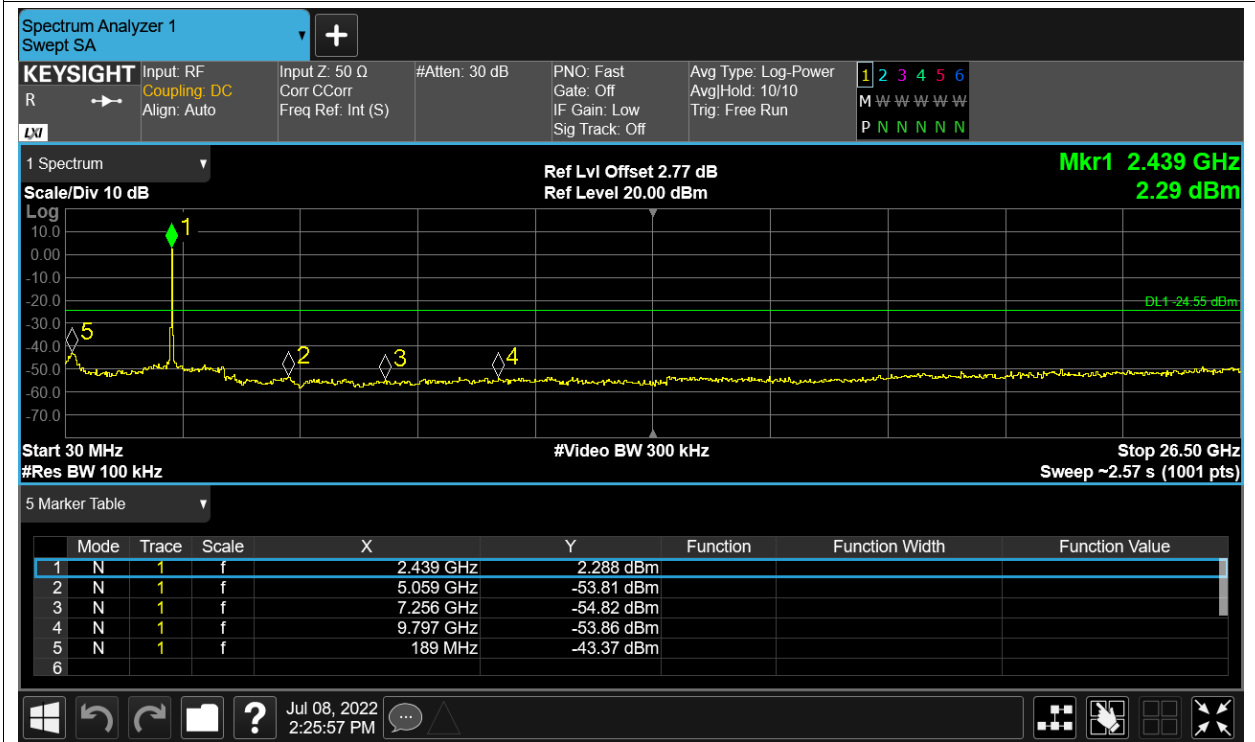 Spectrum Analyzer 1
Swept SA
KEYSIGHT
R
LXI
Input: RF
Coupling: DC
Align: Auto
Input Z: 50 Ω
Corr CCorr
Freq Ref: Int (S)
#Atten: 30 dB
PNO: Fast
Gate: Off
IF Gain: Low
Sig Track: Off
Avg Type: Log-Power
Avg|Hold: 10/10
Trig: Free Run
1 2 3 4 5 6
M W W W W W
P N N N N N
1 Spectrum
Scale/Div 10 dB
Log
Ref Lvl Offset 2.77 dB
Ref Level 20.00 dBm
Mkr1 2.439 GHz
2.29 dBm
10.0
0.00
-10.0
-20.0
-30.0
-40.0
-50.0
-60.0
-70.0
1
5
2
3
4
DL1 -24.55 dBm
Start 30 MHz
#Res BW 100 kHz
#Video BW 300 kHz
Stop 26.50 GHz
Sweep ~2.57 s (1001 pts)
5 Marker Table
Mode Trace Scale X Y Function Function Width Function Value
1 N 1 f 2.439 GHz 2.288 dBm
2 N 1 f 5.059 GHz -53.81 dBm
3 N 1 f 7.256 GHz -54.82 dBm
4 N 1 f 9.797 GHz -53.86 dBm
5 N 1 f 189 MHz -43.37 dBm
6
?
Jul 08, 2022
2:25:57 PM